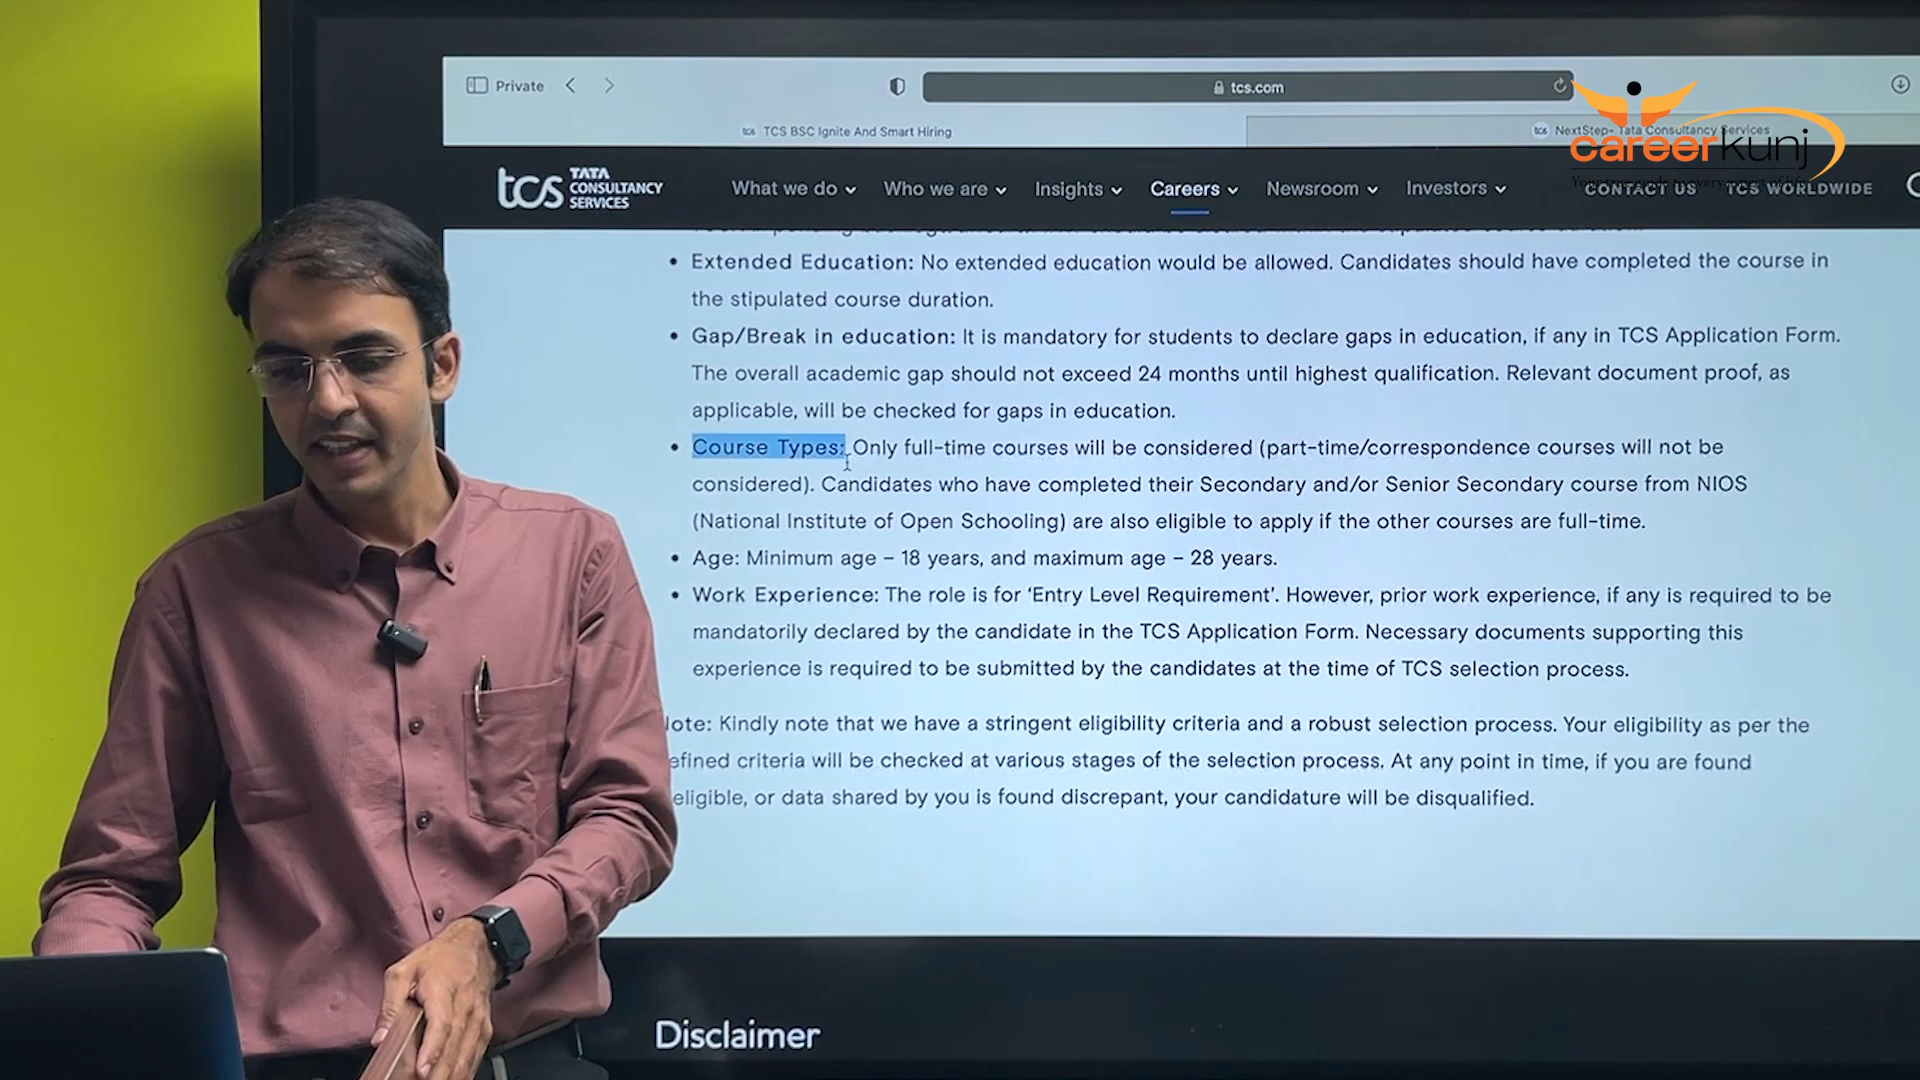 Private
tcs.com
TCS BSC Ignite And Smart Hiring
NextStep- Tata Consultancy Services
careerkunj
tcs TATA CONSULTANCY SERVICES
What we do
Who we are
Insights
Careers
Newsroom
Investors
CONTACT US
TCS WORLDWIDE
• Extended Education: No extended education would be allowed. Candidates should have completed the course in
the stipulated course duration.
• Gap/Break in education: It is mandatory for students to declare gaps in education, if any in TCS Application Form.
The overall academic gap should not exceed 24 months until highest qualification. Relevant document proof, as
applicable, will be checked for gaps in education.
• Course Types: Only full-time courses will be considered (part-time/correspondence courses will not be
considered). Candidates who have completed their Secondary and/or Senior Secondary course from NIOS
(National Institute of Open Schooling) are also eligible to apply if the other courses are full-time.
• Age: Minimum age – 18 years, and maximum age – 28 years.
• Work Experience: The role is for ‘Entry Level Requirement’. However, prior work experience, if any is required to be
mandatorily declared by the candidate in the TCS Application Form. Necessary documents supporting this
experience is required to be submitted by the candidates at the time of TCS selection process.
ote: Kindly note that we have a stringent eligibility criteria and a robust selection process. Your eligibility as per the
efined criteria will be checked at various stages of the selection process. At any point in time, if you are found
eligible, or data shared by you is found discrepant, your candidature will be disqualified.
Disclaimer